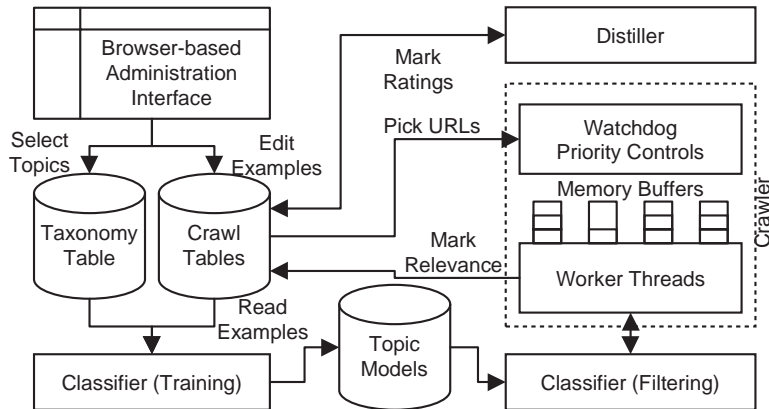 Browser-based
Administration
Interface
Distiller
Mark
Ratings
Select
Topics
Edit
Examples
Pick URLs
Watchdog
Priority Controls
Memory Buffers
Crawler
Taxonomy
Table
Crawl
Tables
Mark
Relevance
Worker Threads
Read
Examples
Topic
Models
Classifier (Training)
Classifier (Filtering)